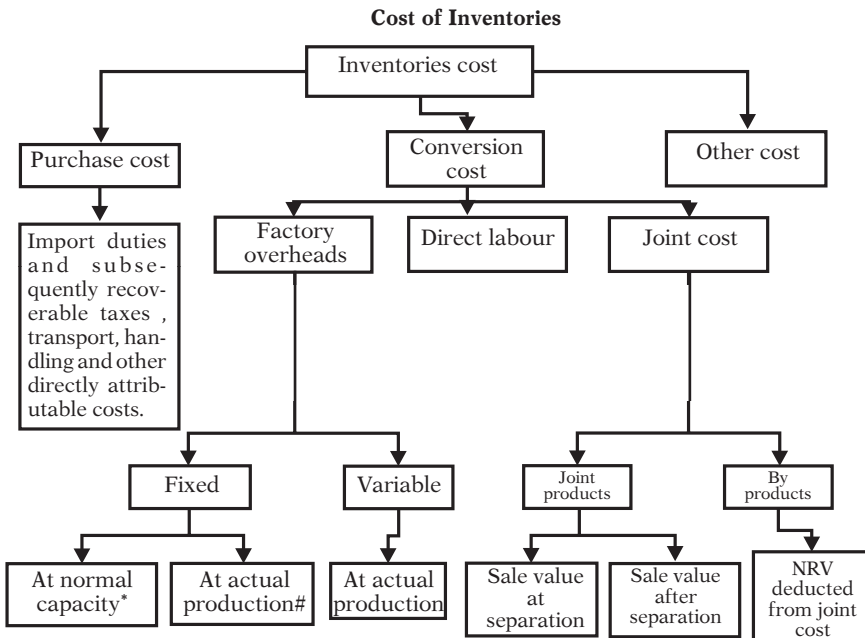 Cost of Inventories
Inventories cost
Purchase cost
Conversion
cost
Other cost
Import duties
and subse-
quently recov-
erable taxes ,
transport, han-
dling and other
directly attrib-
utable costs.
Factory
overheads
Direct labour
Joint cost
Fixed
Variable
Joint
products
By
products
At normal
capacity*
At actual
production#
At actual
production
Sale value
at
separation
Sale value
after
separation
NRV
deducted
from joint
cost